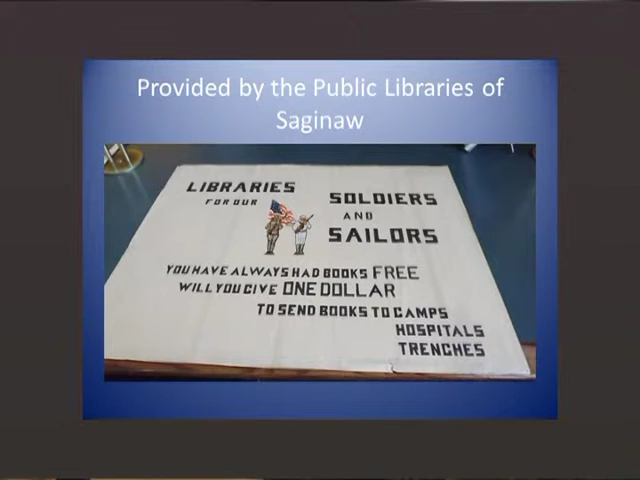 Provided by the Public Libraries of
Saginaw
LIBRARIES
FOR OUR
SOLDIERS
AND
SAILORS
YOU HAVE ALWAYS HAD BOOKS FREE
WILL YOU GIVE ONE DOLLAR
TO SEND BOOKS TO CAMPS
HOSPITALS
TRENCHES